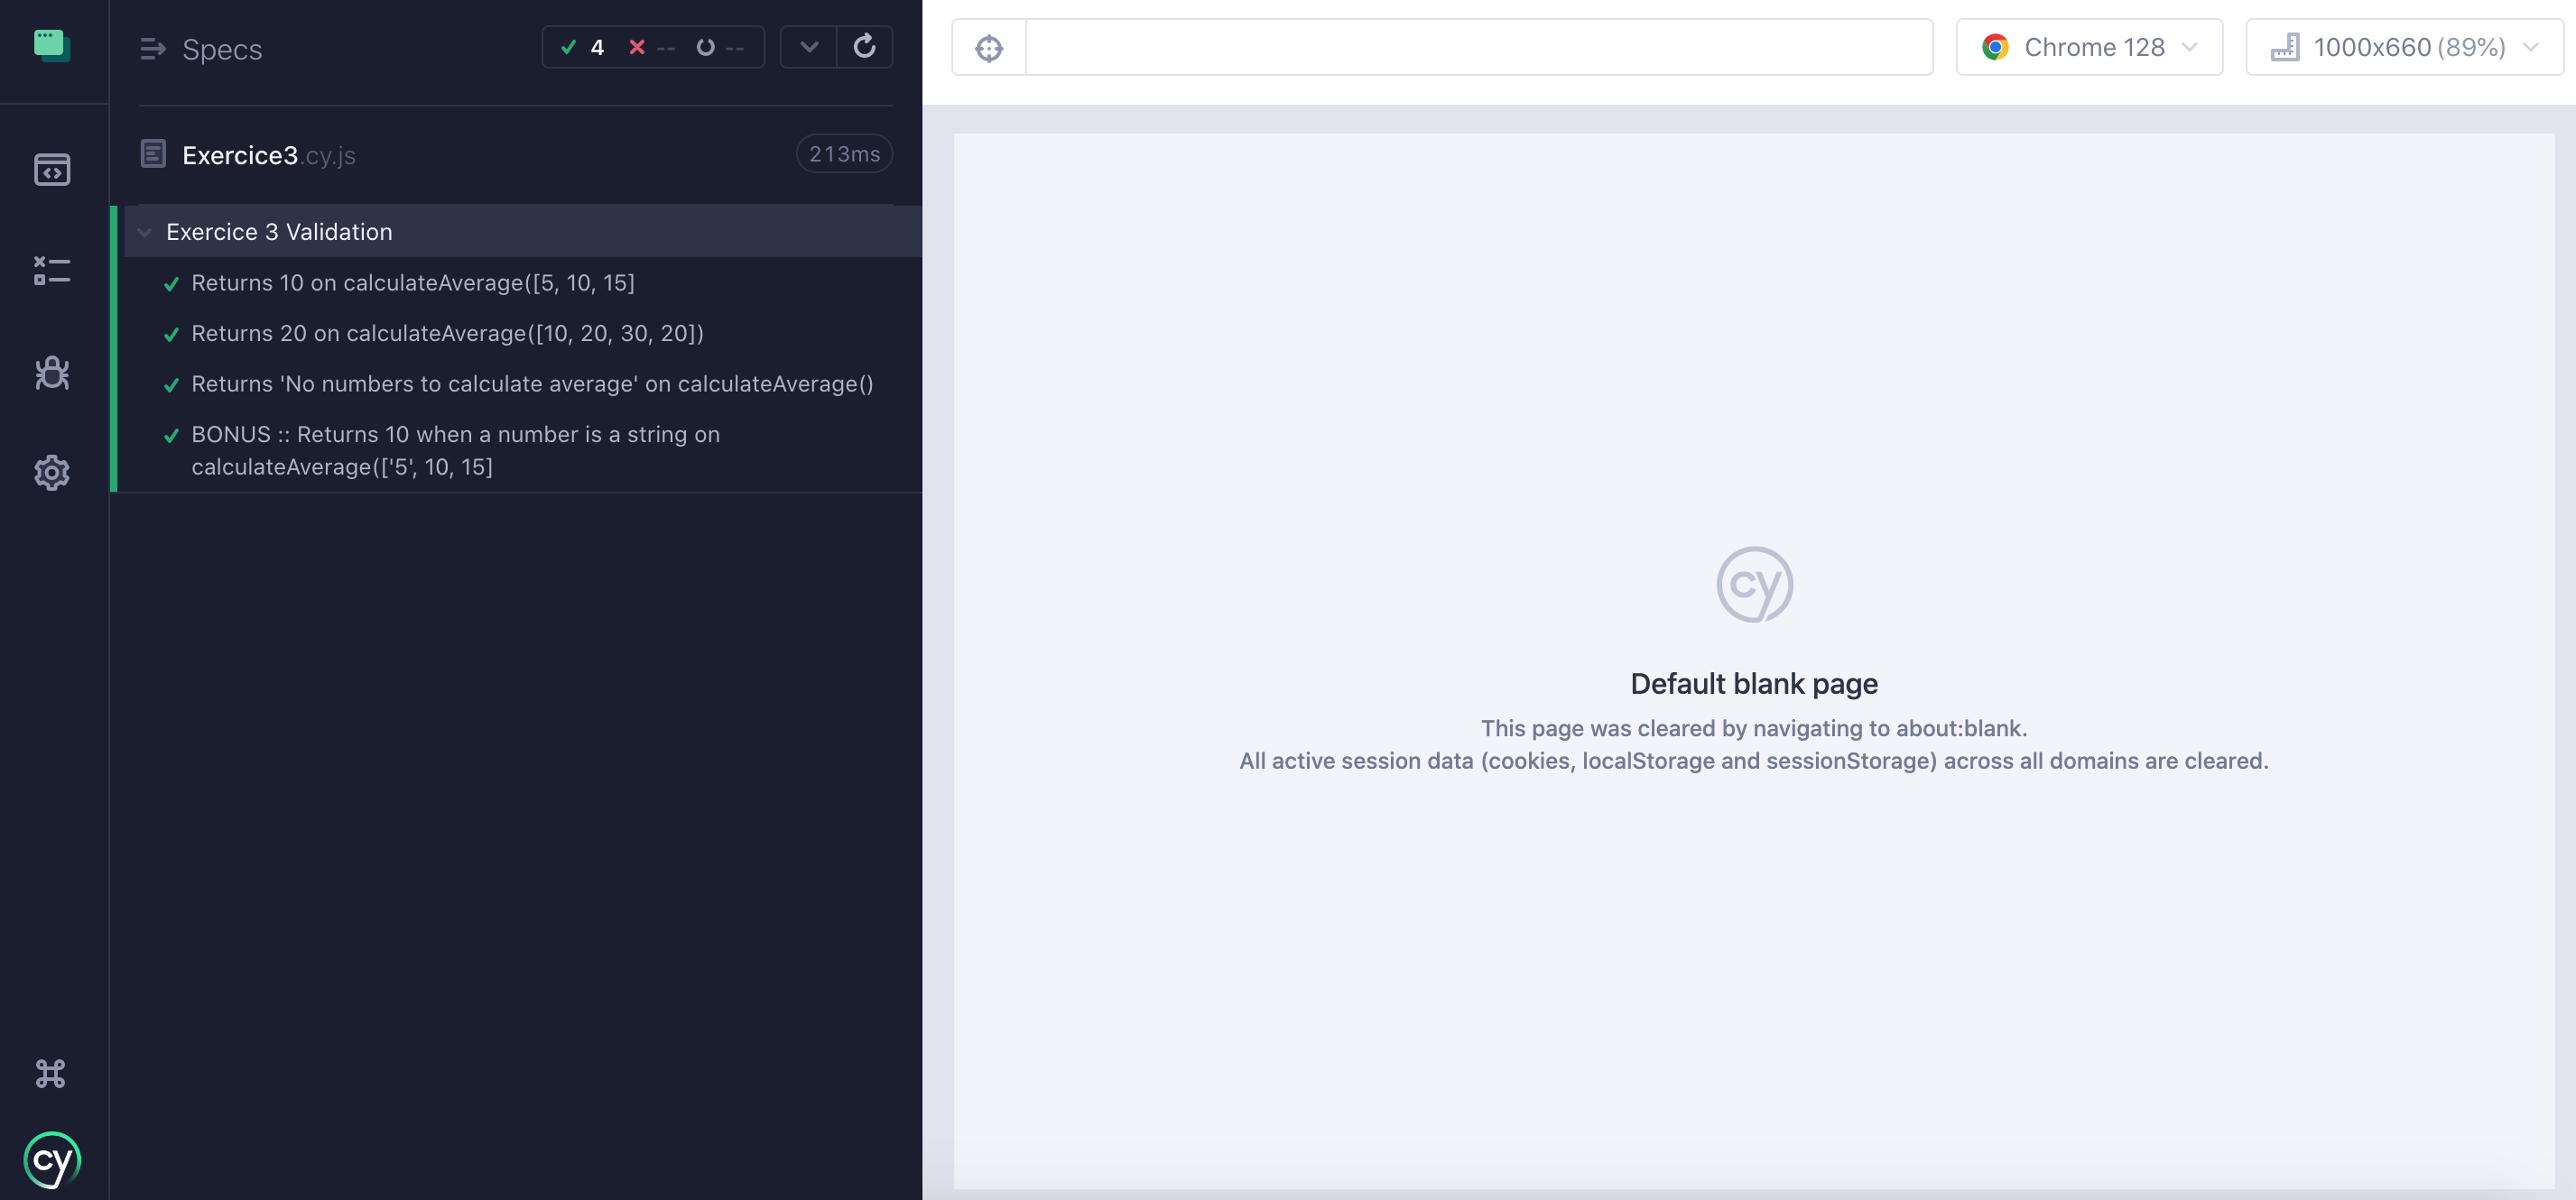 Specs
4 -- --
Exercice3.cy.js
213ms
Exercice 3 Validation
Returns 10 on calculateAverage([5, 10, 15]
Returns 20 on calculateAverage([10, 20, 30, 20])
Returns 'No numbers to calculate average' on calculateAverage()
BONUS :: Returns 10 when a number is a string on
calculateAverage(['5', 10, 15]
cy
Chrome 128
1000x660 (89%)
cy
Default blank page
This page was cleared by navigating to about:blank.
All active session data (cookies, localStorage and sessionStorage) across all domains are cleared.